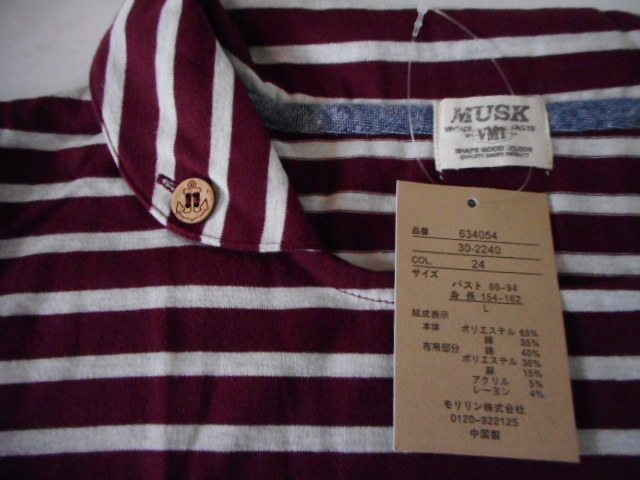 MUSK
VMT
SHAPE GOOD
品番 634054
30-2240
COL. 24
サイズ
バスト 86-94
身長 154-162
L
組成表示
本体 ポリエステル 65%
綿 35%
布帛部分 綿 40%
ポリエステル 36%
麻 15%
アクリル 5%
レーヨン 4%
モリリン株式会社
0120-922125
中国製